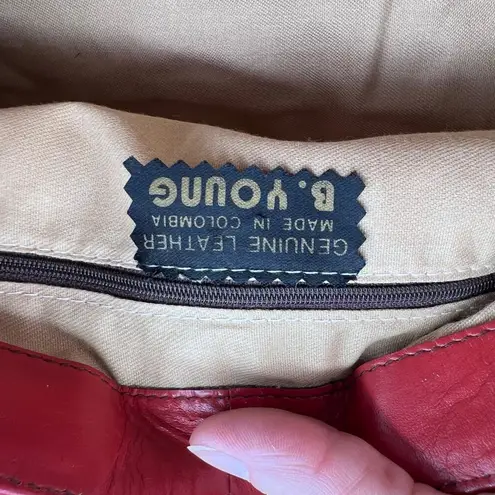 B. YOUNG
MADE IN COLOMBIA
GENUINE LEATHER